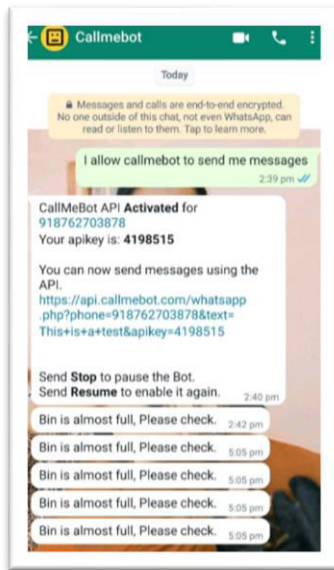 Callmebot
Today
Messages and calls are end-to-end encrypted.
No one outside of this chat, not even WhatsApp, can
read or listen to them. Tap to learn more.
I allow callmebot to send me messages
2:39 pm
CallMeBot API Activated for
918762703878
Your apikey is: 4198515
You can now send messages using the
API.
https://api.callmebot.com/whatsapp
.php?phone=918762703878&text=
This+is+a+test&apikey=4198515
Send Stop to pause the Bot.
Send Resume to enable it again.
2:40 pm
Bin is almost full, Please check. 2:42 pm
Bin is almost full, Please check. 5:05 pm
Bin is almost full, Please check. 5:05 pm
Bin is almost full, Please check. 5:05 pm
Bin is almost full, Please check. 5:05 pm